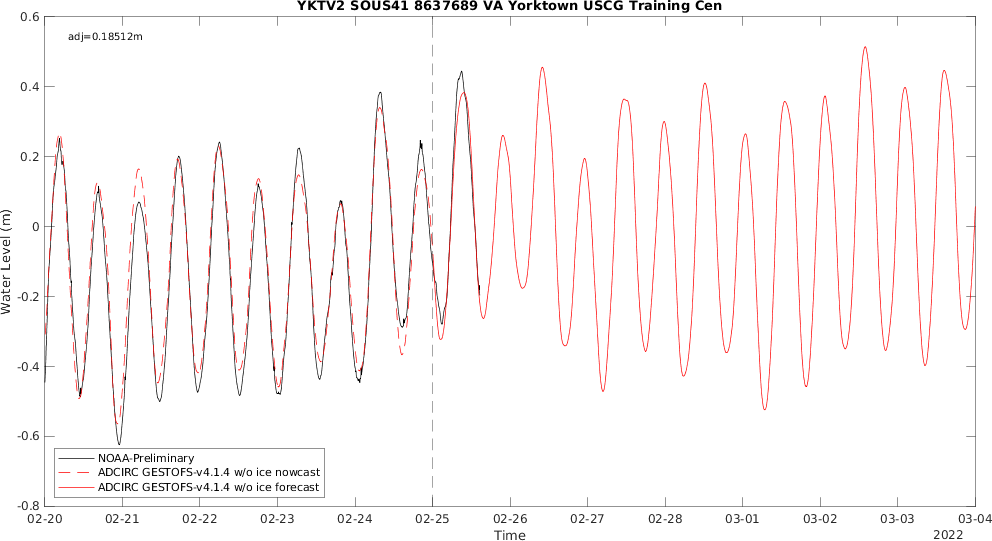 YKTV2 SOUS41 8637689 VA Yorktown USCG Training Cen
adj=0.18512m
0.6
0.4
0.2
0
-0.2
-0.4
-0.6
-0.8
Water Level (m)
NOAA-Preliminary
ADCIRC GESTOFS-v4.1.4 w/o ice nowcast
ADCIRC GESTOFS-v4.1.4 w/o ice forecast
02-20 02-21 02-22 02-23 02-24 02-25 02-26 02-27 02-28 03-01 03-02 03-03 03-04
Time
2022